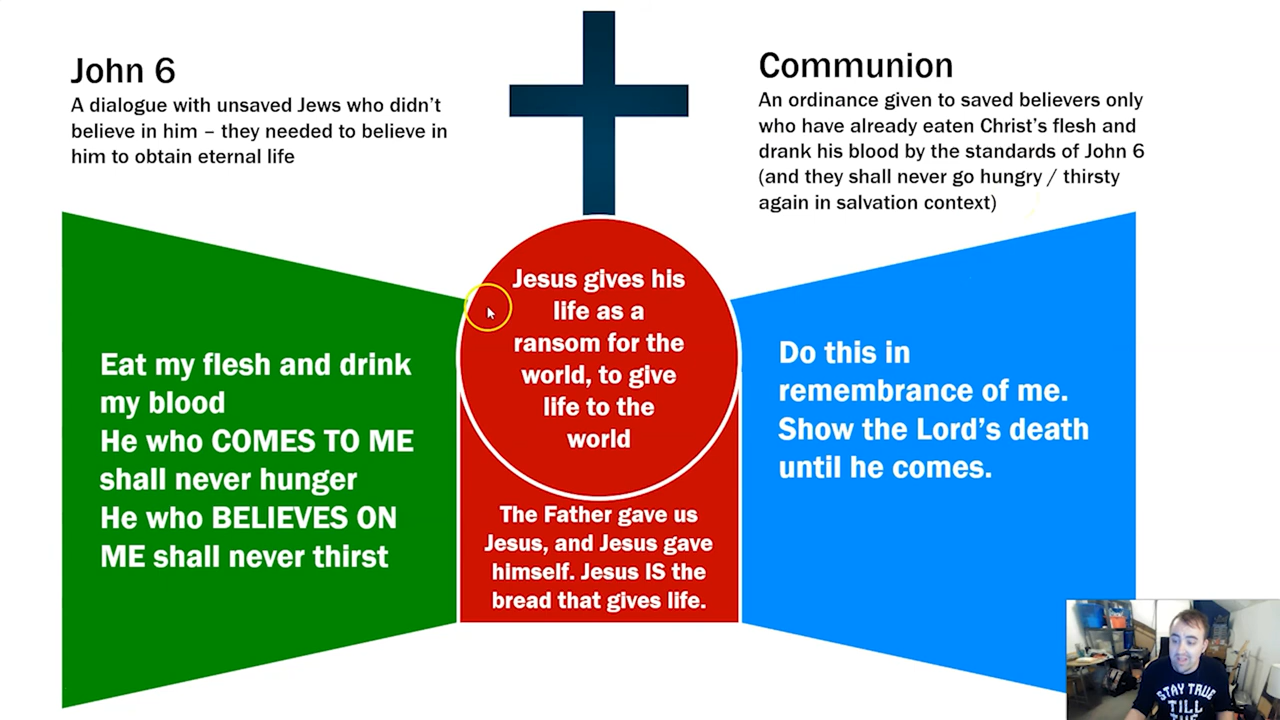 John 6
A dialogue with unsaved Jews who didn't
believe in him – they needed to believe in
him to obtain eternal life
Communion
An ordinance given to saved believers only
who have already eaten Christ's flesh and
drank his blood by the standards of John 6
(and they shall never go hungry / thirsty
again in salvation context)
Eat my flesh and drink
my blood
He who COMES TO ME
shall never hunger
He who BELIEVES ON
ME shall never thirst
Jesus gives his
life as a
ransom for the
world, to give
life to the
world
The Father gave us
Jesus, and Jesus gave
himself. Jesus IS the
bread that gives life.
Do this in
remembrance of me.
Show the Lord's death
until he comes.
STAY TRUE
TILL